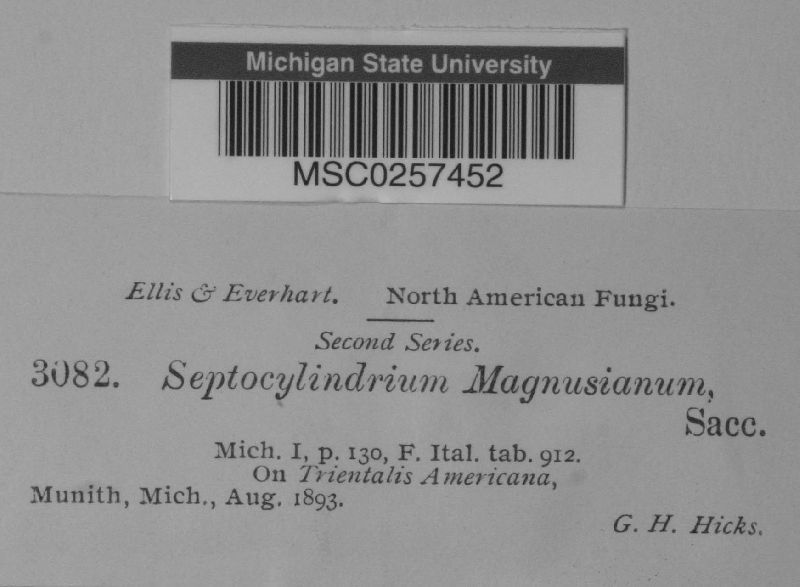 Michigan State University
MSC0257452
Ellis & Everhart. North American Fungi.
Second Series.
3082. Septocylindrium Magnusianum,
Sacc.
Mich. I, p. 130, F. Ital. tab. 912.
On Trientalis Americana,
Munith, Mich., Aug. 1893.
G. H. Hicks.